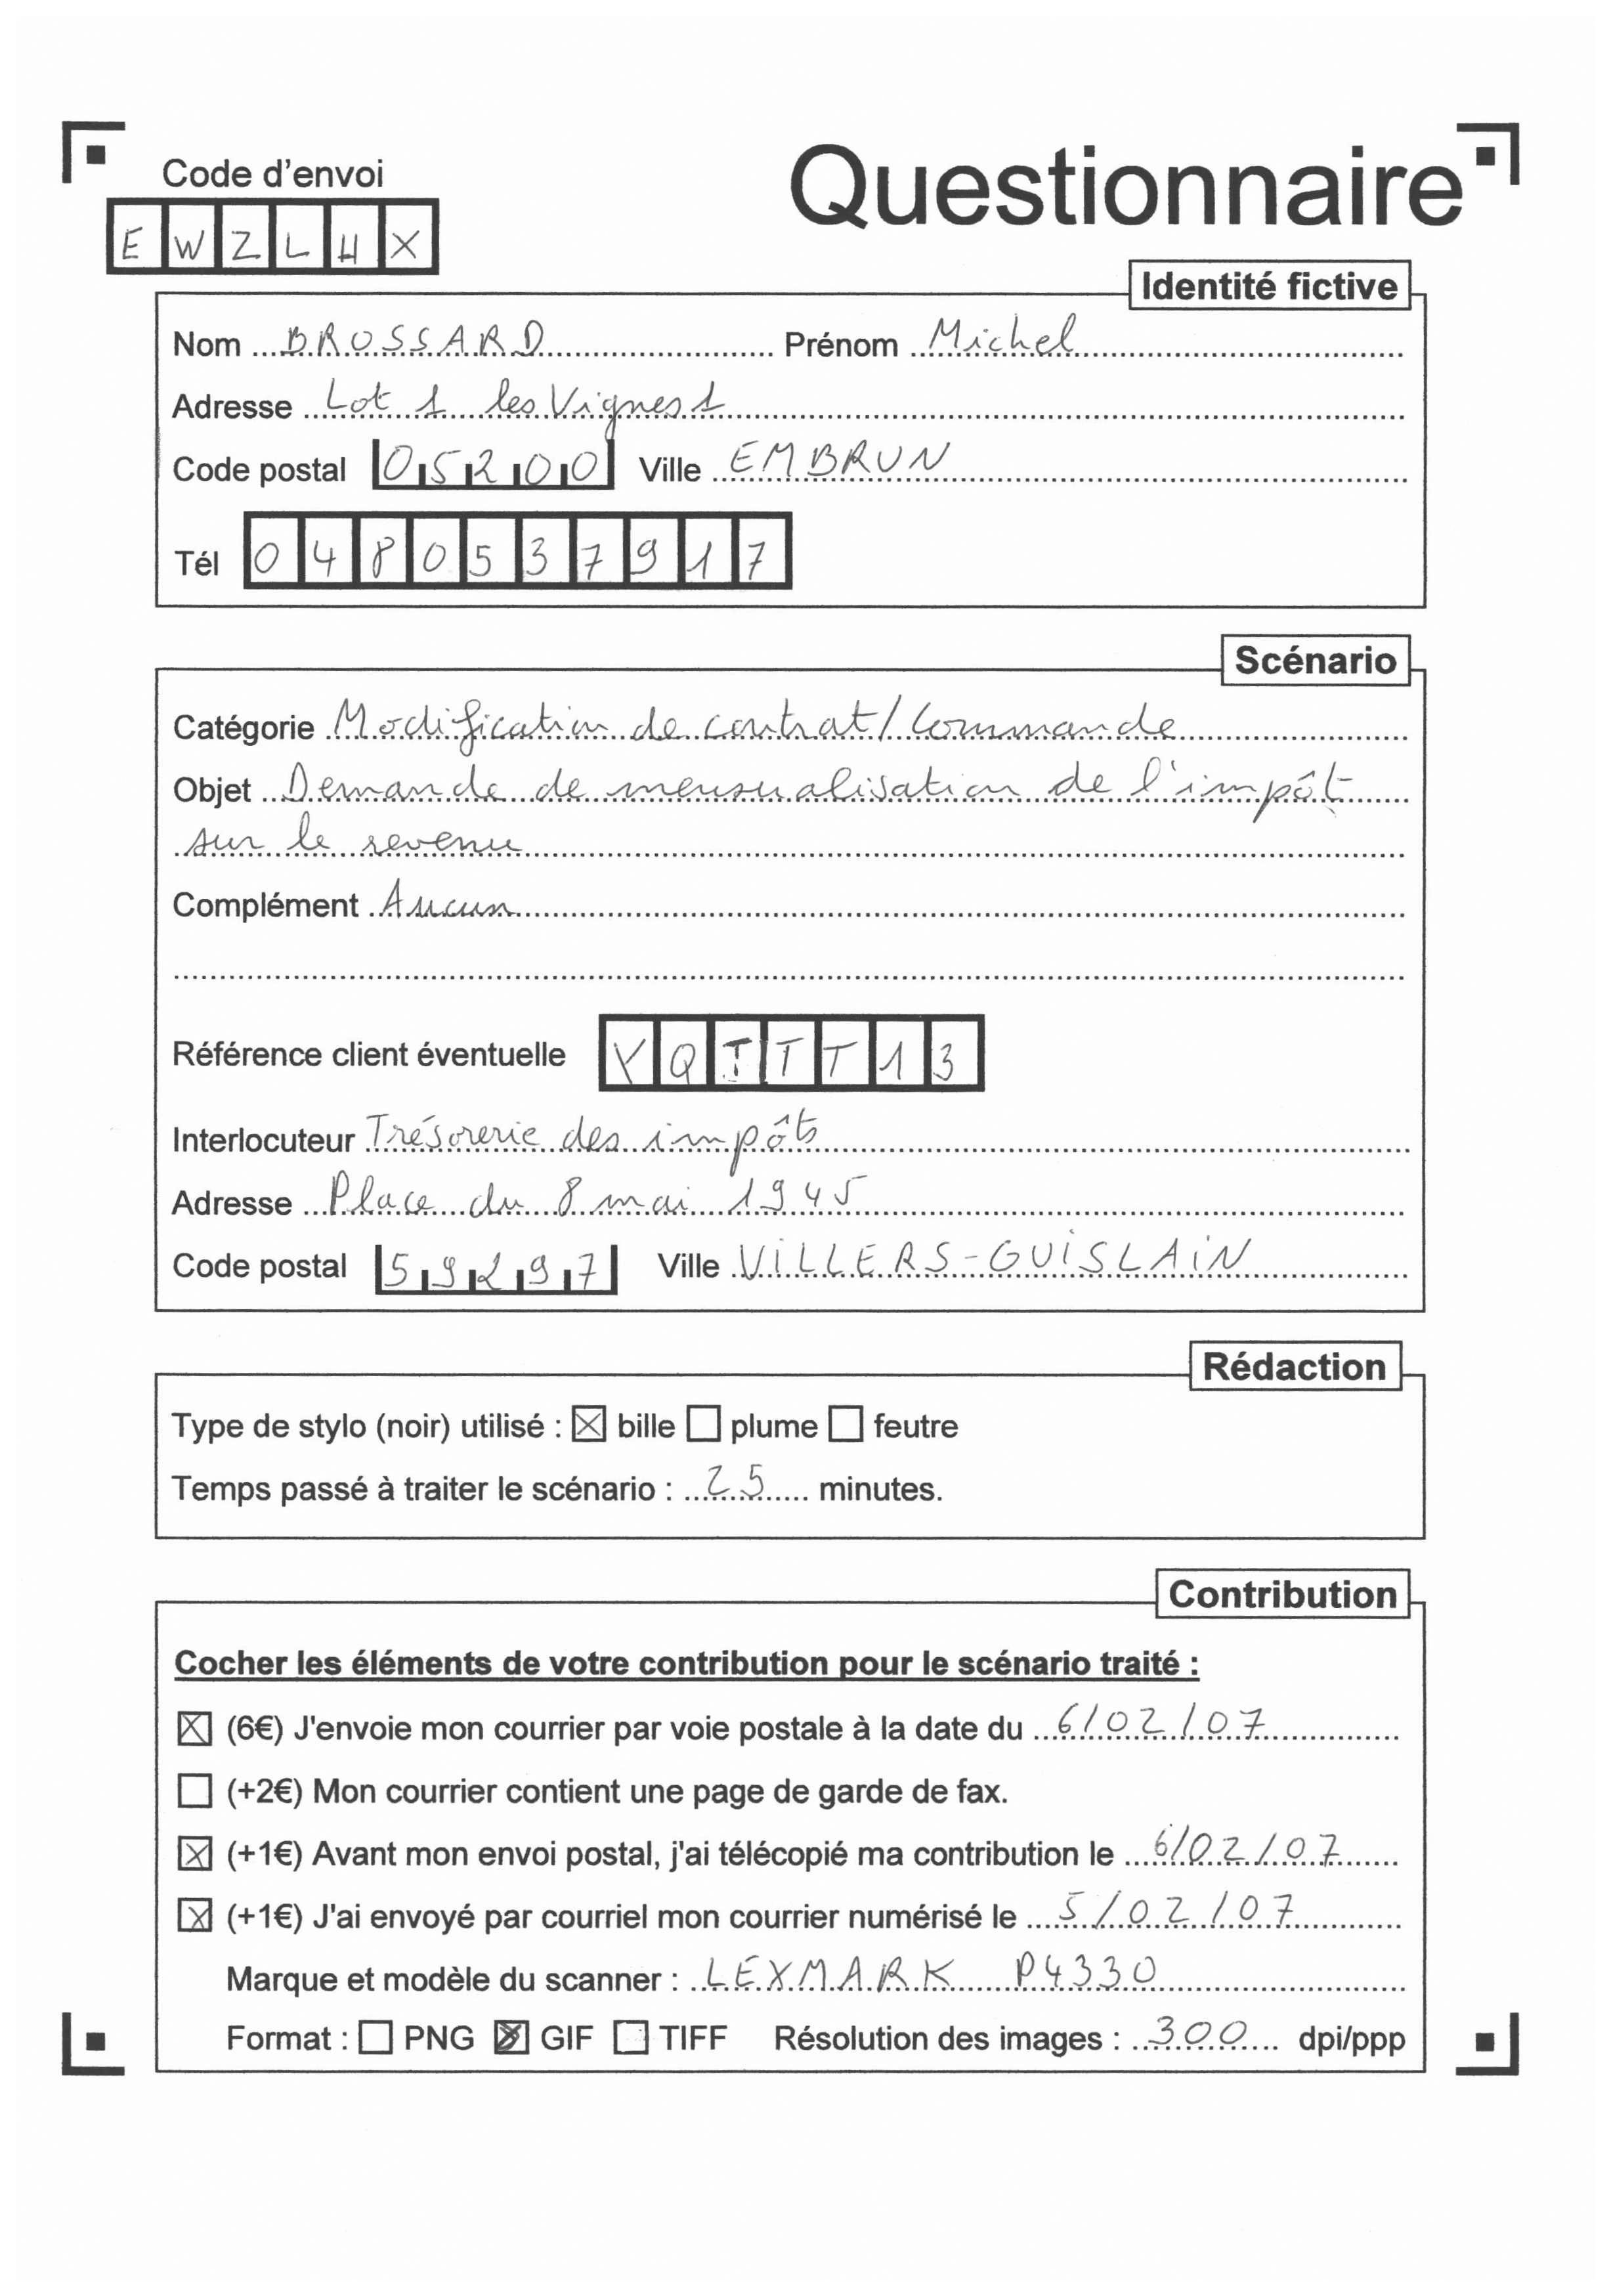 Questionnaire
Code d'envoi
EWZLHX
Identité fictive
Nom BROSSARD Prénom Michel
Adresse Lot 1 les Vignes 1
Code postal 05200 Ville EMBRUN
Tél 0480537917
Scénario
Catégorie Modification de contrat/Commande
Objet Demande de mensualisation de l'impôt
sur le revenu
Complément Aucun
Référence client éventuelle YQITT13
Interlocuteur Trésorerie des impôts
Adresse Place du 8 mai 1945
Code postal 59297 Ville VILLERS-GUISLAIN
Rédaction
Type de stylo (noir) utilisé : ☒ bille ☐ plume ☐ feutre
Temps passé à traiter le scénario : 25 minutes.
Contribution
Cocher les éléments de votre contribution pour le scénario traité :
☒ (6€) J'envoie mon courrier par voie postale à la date du 6/02/07
☐ (+2€) Mon courrier contient une page de garde de fax.
☒ (+1€) Avant mon envoi postal, j'ai télécopié ma contribution le 6/02/07
☒ (+1€) J'ai envoyé par courriel mon courrier numérisé le 5/02/07
Marque et modèle du scanner : LEXMARK P4330
Format : ☐ PNG ☒ GIF ☐ TIFF Résolution des images : 300 dpi/ppp